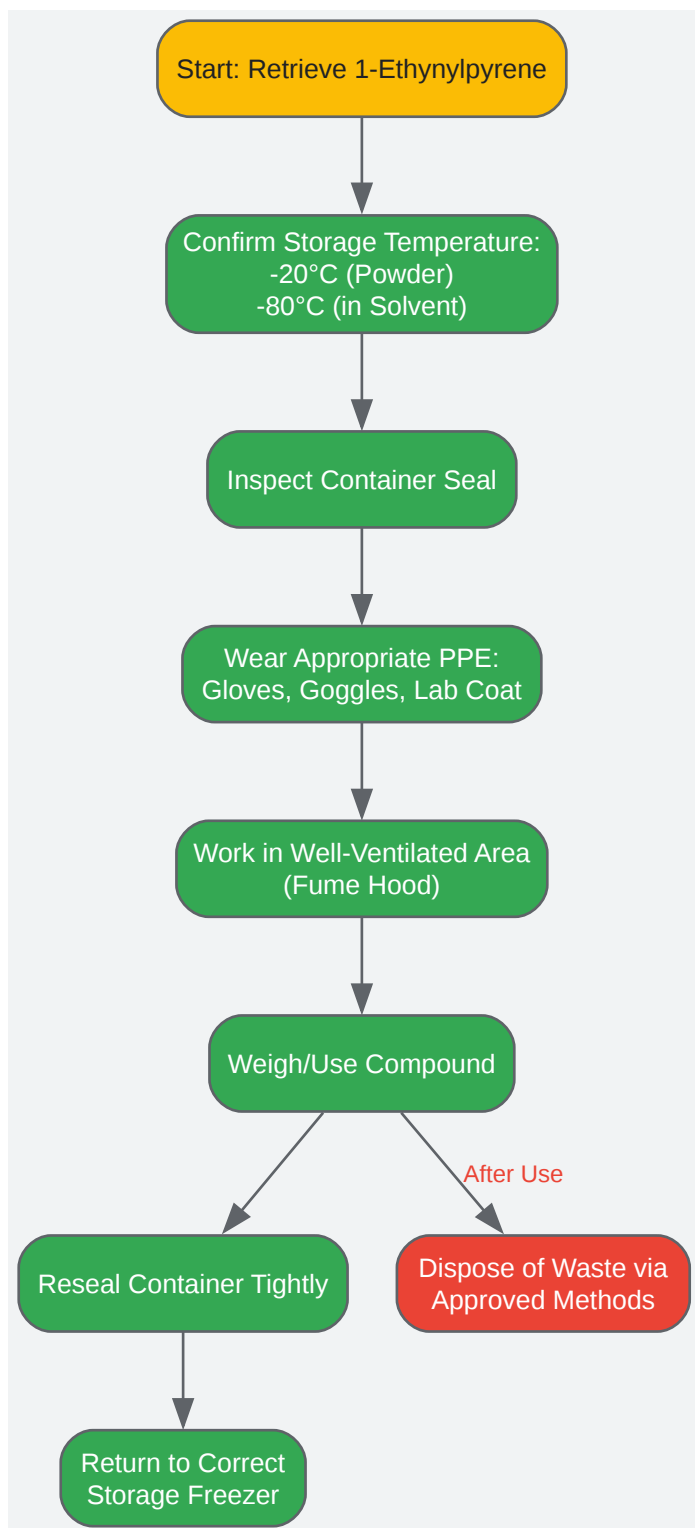 Start: Retrieve 1-Ethynylpyrene
Confirm Storage Temperature:
-20°C (Powder)
-80°C (in Solvent)
Inspect Container Seal
Wear Appropriate PPE:
Gloves, Goggles, Lab Coat
Work in Well-Ventilated Area
(Fume Hood)
Weigh/Use Compound
After Use
Reseal Container Tightly
Dispose of Waste via
Approved Methods
Return to Correct
Storage Freezer